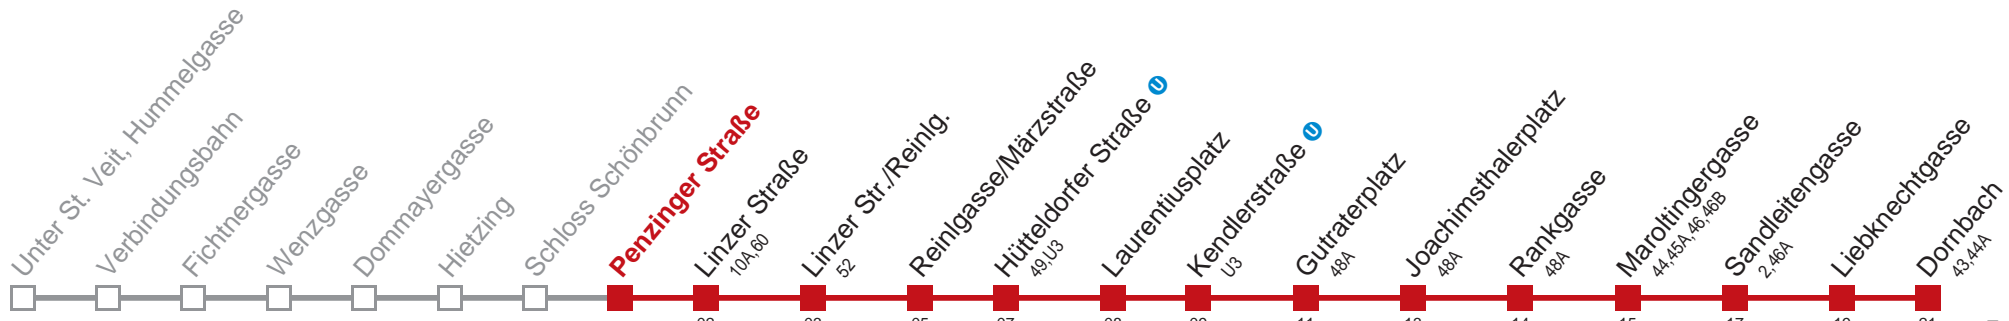 Unter St. Veit, Hummelgasse
Verbindungsbahn
Fichtnergasse
Wenzgasse
Dommayergasse
Hietzing
Schloss Schönbrunn
Penzinger Straße
Linzer Straße
10A,60
Linzer Str./Reinlg.
52
Reinlgasse/Märzstraße
Hütteldorfer Straße U
49,U3
Laurentiusplatz
Kendlerstraße U
U3
Gutraterplatz
48A
Joachimsthalerplatz
48A
Rankgasse
48A
Maroltingergasse
44,45A,46,46B
Sandleitengasse
2,46A
Liebknechtgasse
Dornbach
43,44A